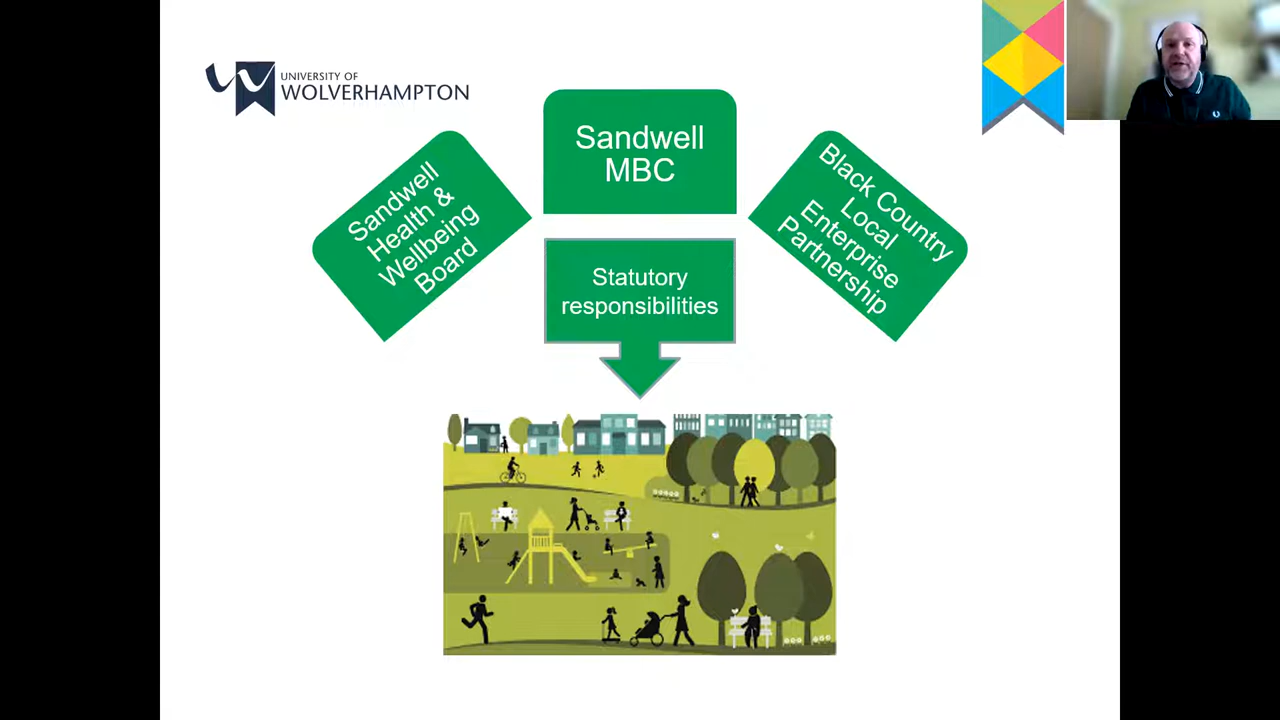 UNIVERSITY OF
WOLVERHAMPTON
Sandwell
Health &
Wellbeing
Board
Sandwell
MBC
Black Country
Local
Enterprise
Partnership
Statutory
responsibilities